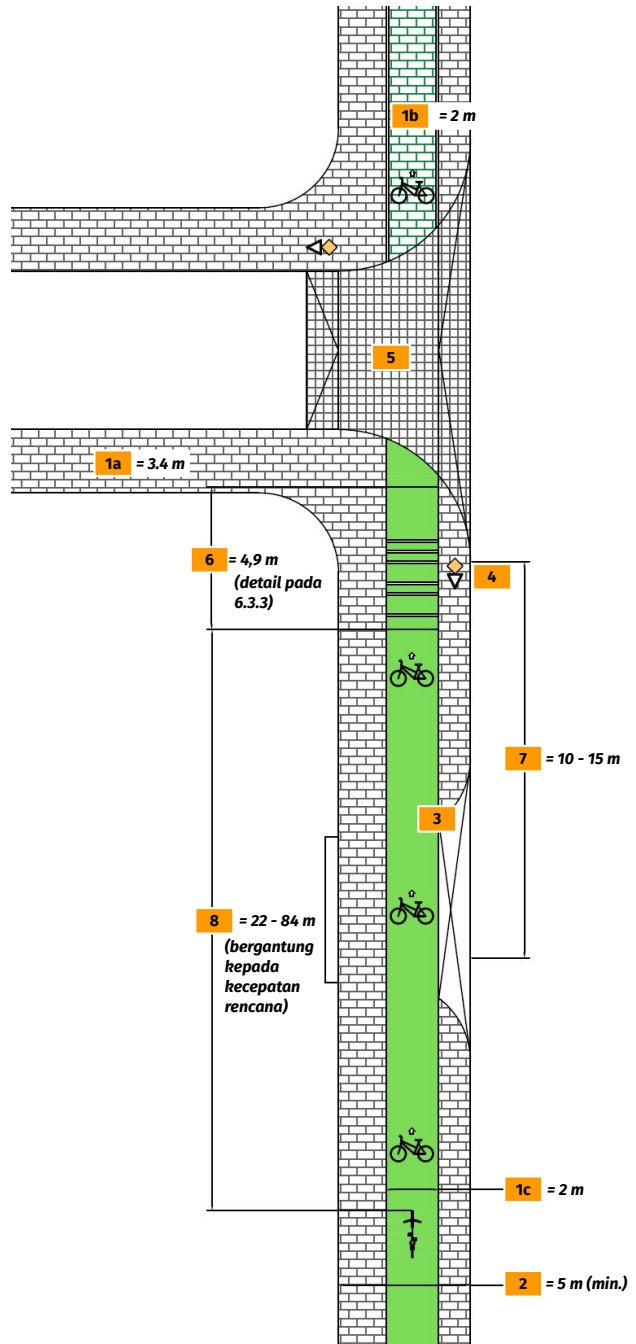 1b = 2 m
5
1a = 3.4 m
6 = 4,9 m
(detail pada
6.3.3)
4
7 = 10 - 15 m
3
8 = 22 - 84 m
(bergantung
kepada
kecepatan
rencana)
1c = 2 m
2 = 5 m (min.)